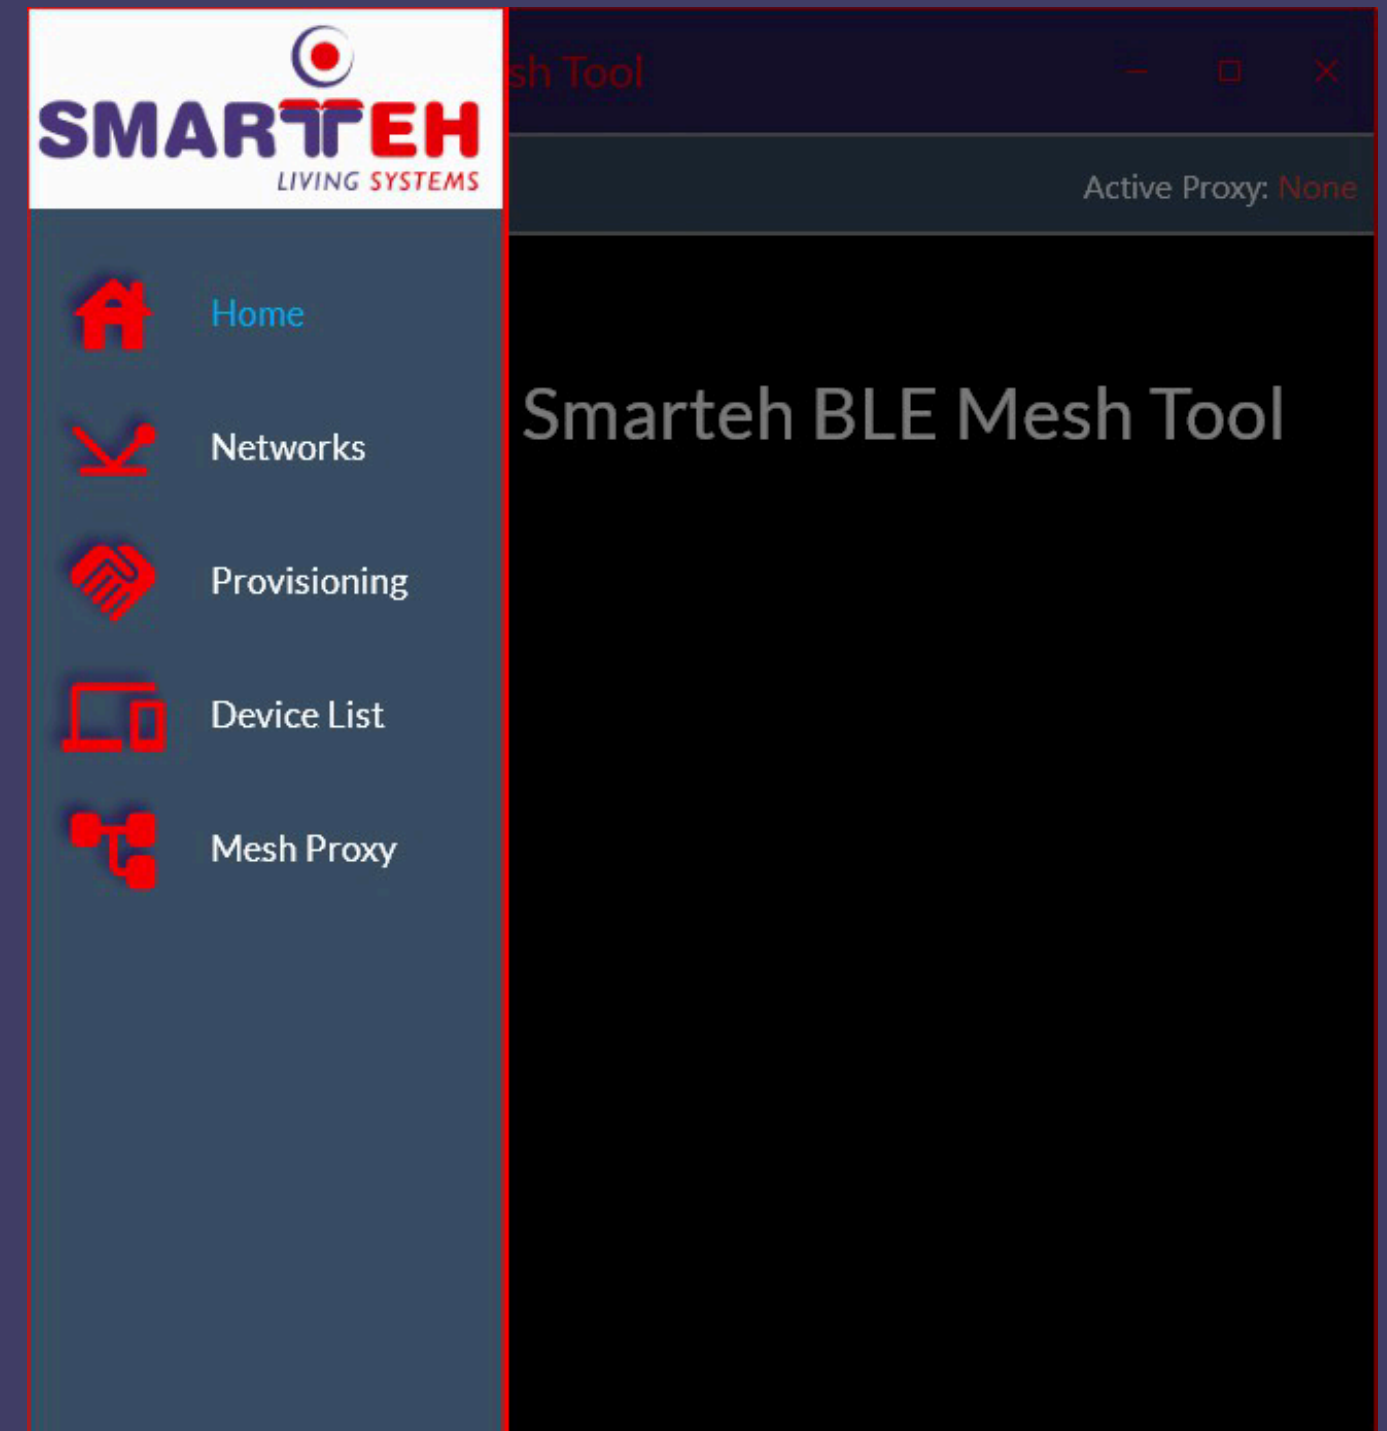 SMARTEH
LIVING SYSTEMS
sh Tool
Active Proxy: None
Home
Smarteh BLE Mesh Tool
Networks
Provisioning
Device List
Mesh Proxy